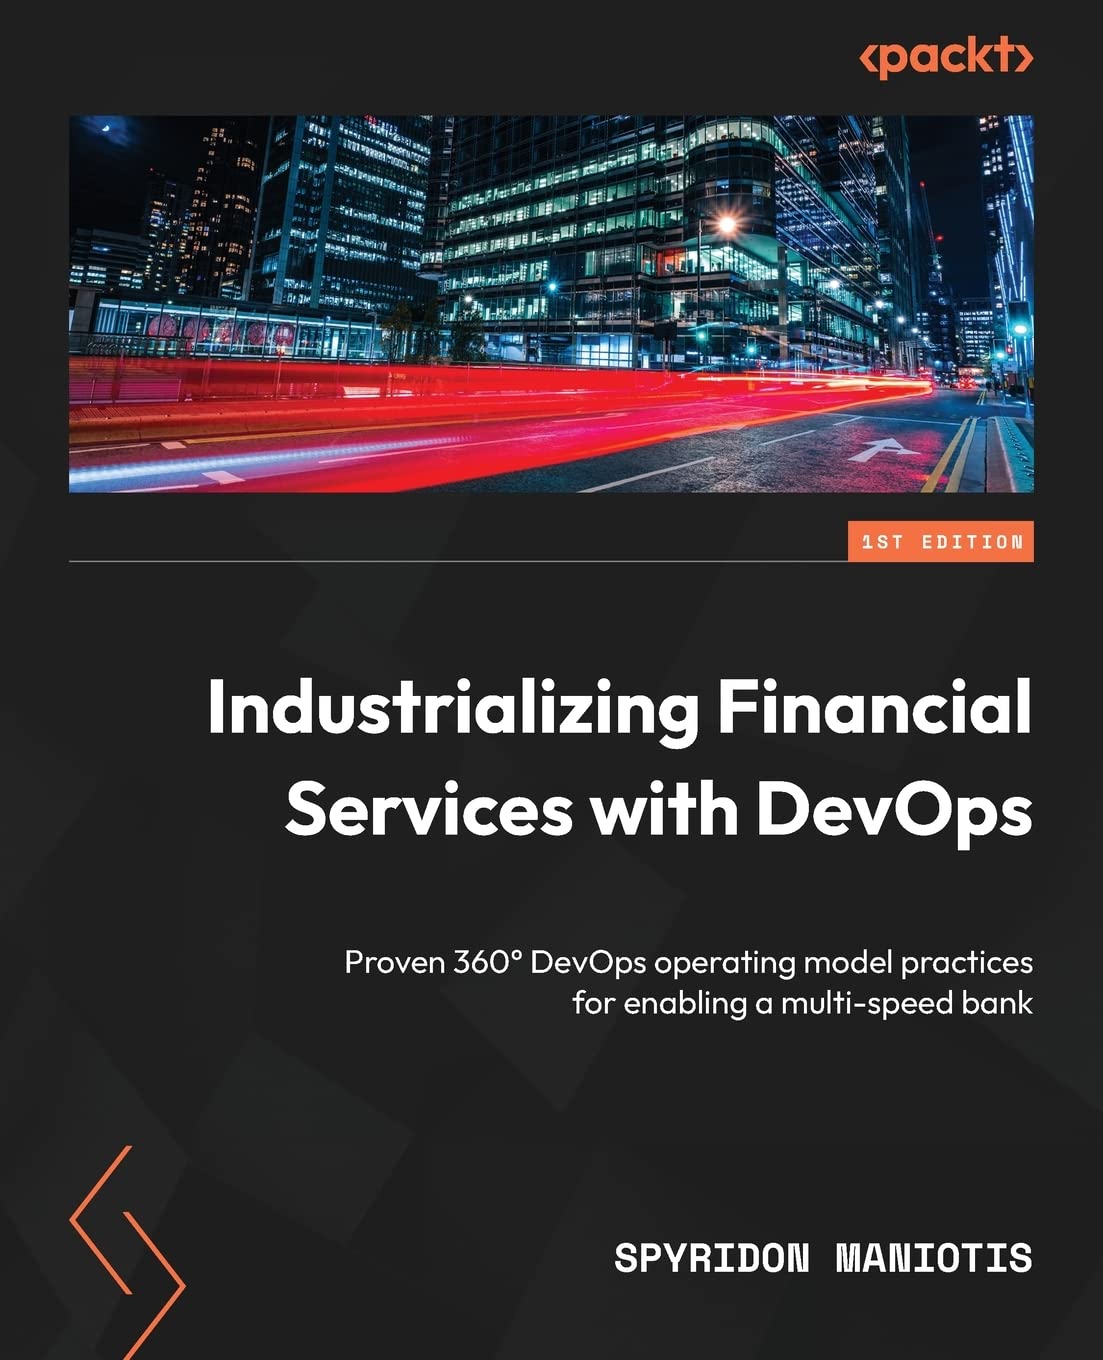 <packt>
1ST EDITION
Industrializing Financial
Services with DevOps
Proven 360° DevOps operating model practices
for enabling a multi-speed bank
SPYRIDON MANIOTIS